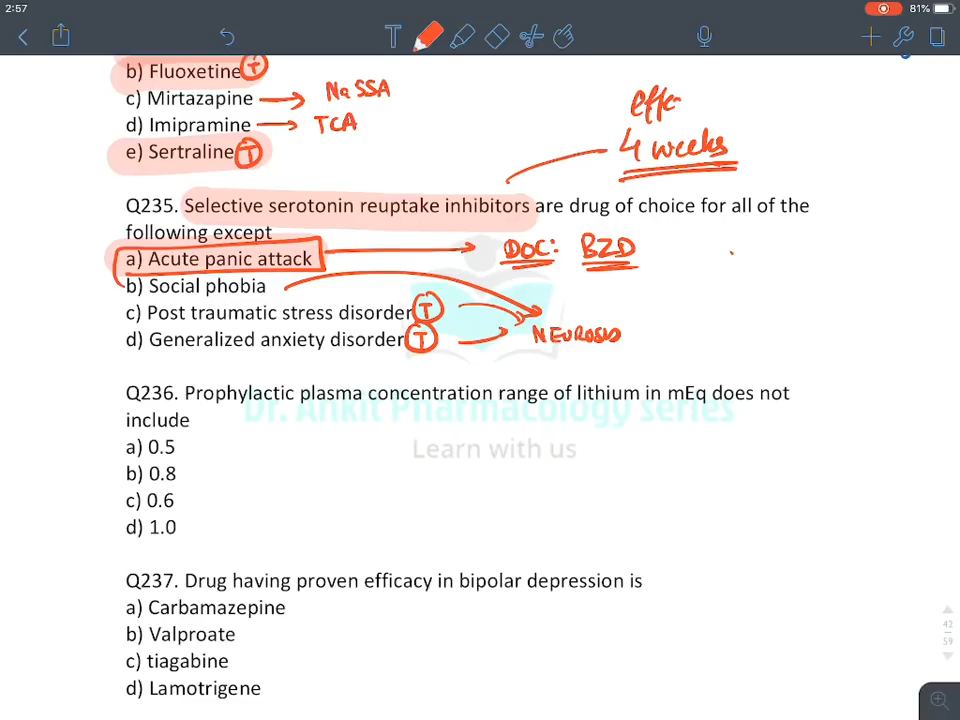 2:57
81%
T
b) Fluoxetine T
c) Mirtazapine → NaSSA
d) Imipramine → TCA
e) Sertraline T
effe
4 weeks
Q235. Selective serotonin reuptake inhibitors are drug of choice for all of the
following except
a) Acute panic attack → DOC: BZD
b) Social phobia
c) Post traumatic stress disorder T
d) Generalized anxiety disorder T → NEUROSIS
Q236. Prophylactic plasma concentration range of lithium in mEq does not
include
Dr. Ankit Pharmacology series
Learn with us
a) 0.5
b) 0.8
c) 0.6
d) 1.0
Q237. Drug having proven efficacy in bipolar depression is
a) Carbamazepine
b) Valproate
c) tiagabine
d) Lamotrigene
42
59